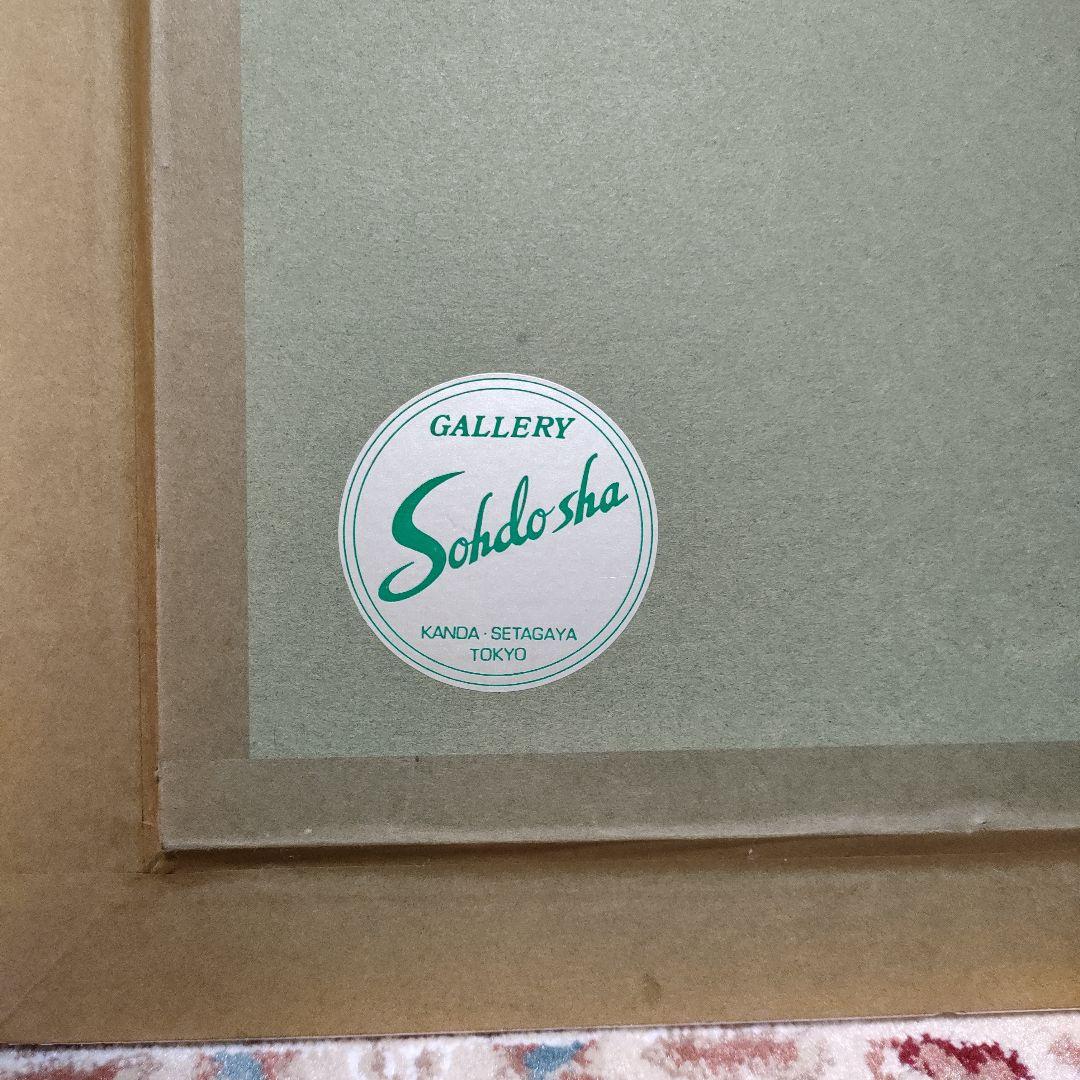 GALLERY
Sohdo sha
KANDA · SETAGAYA
TOKYO